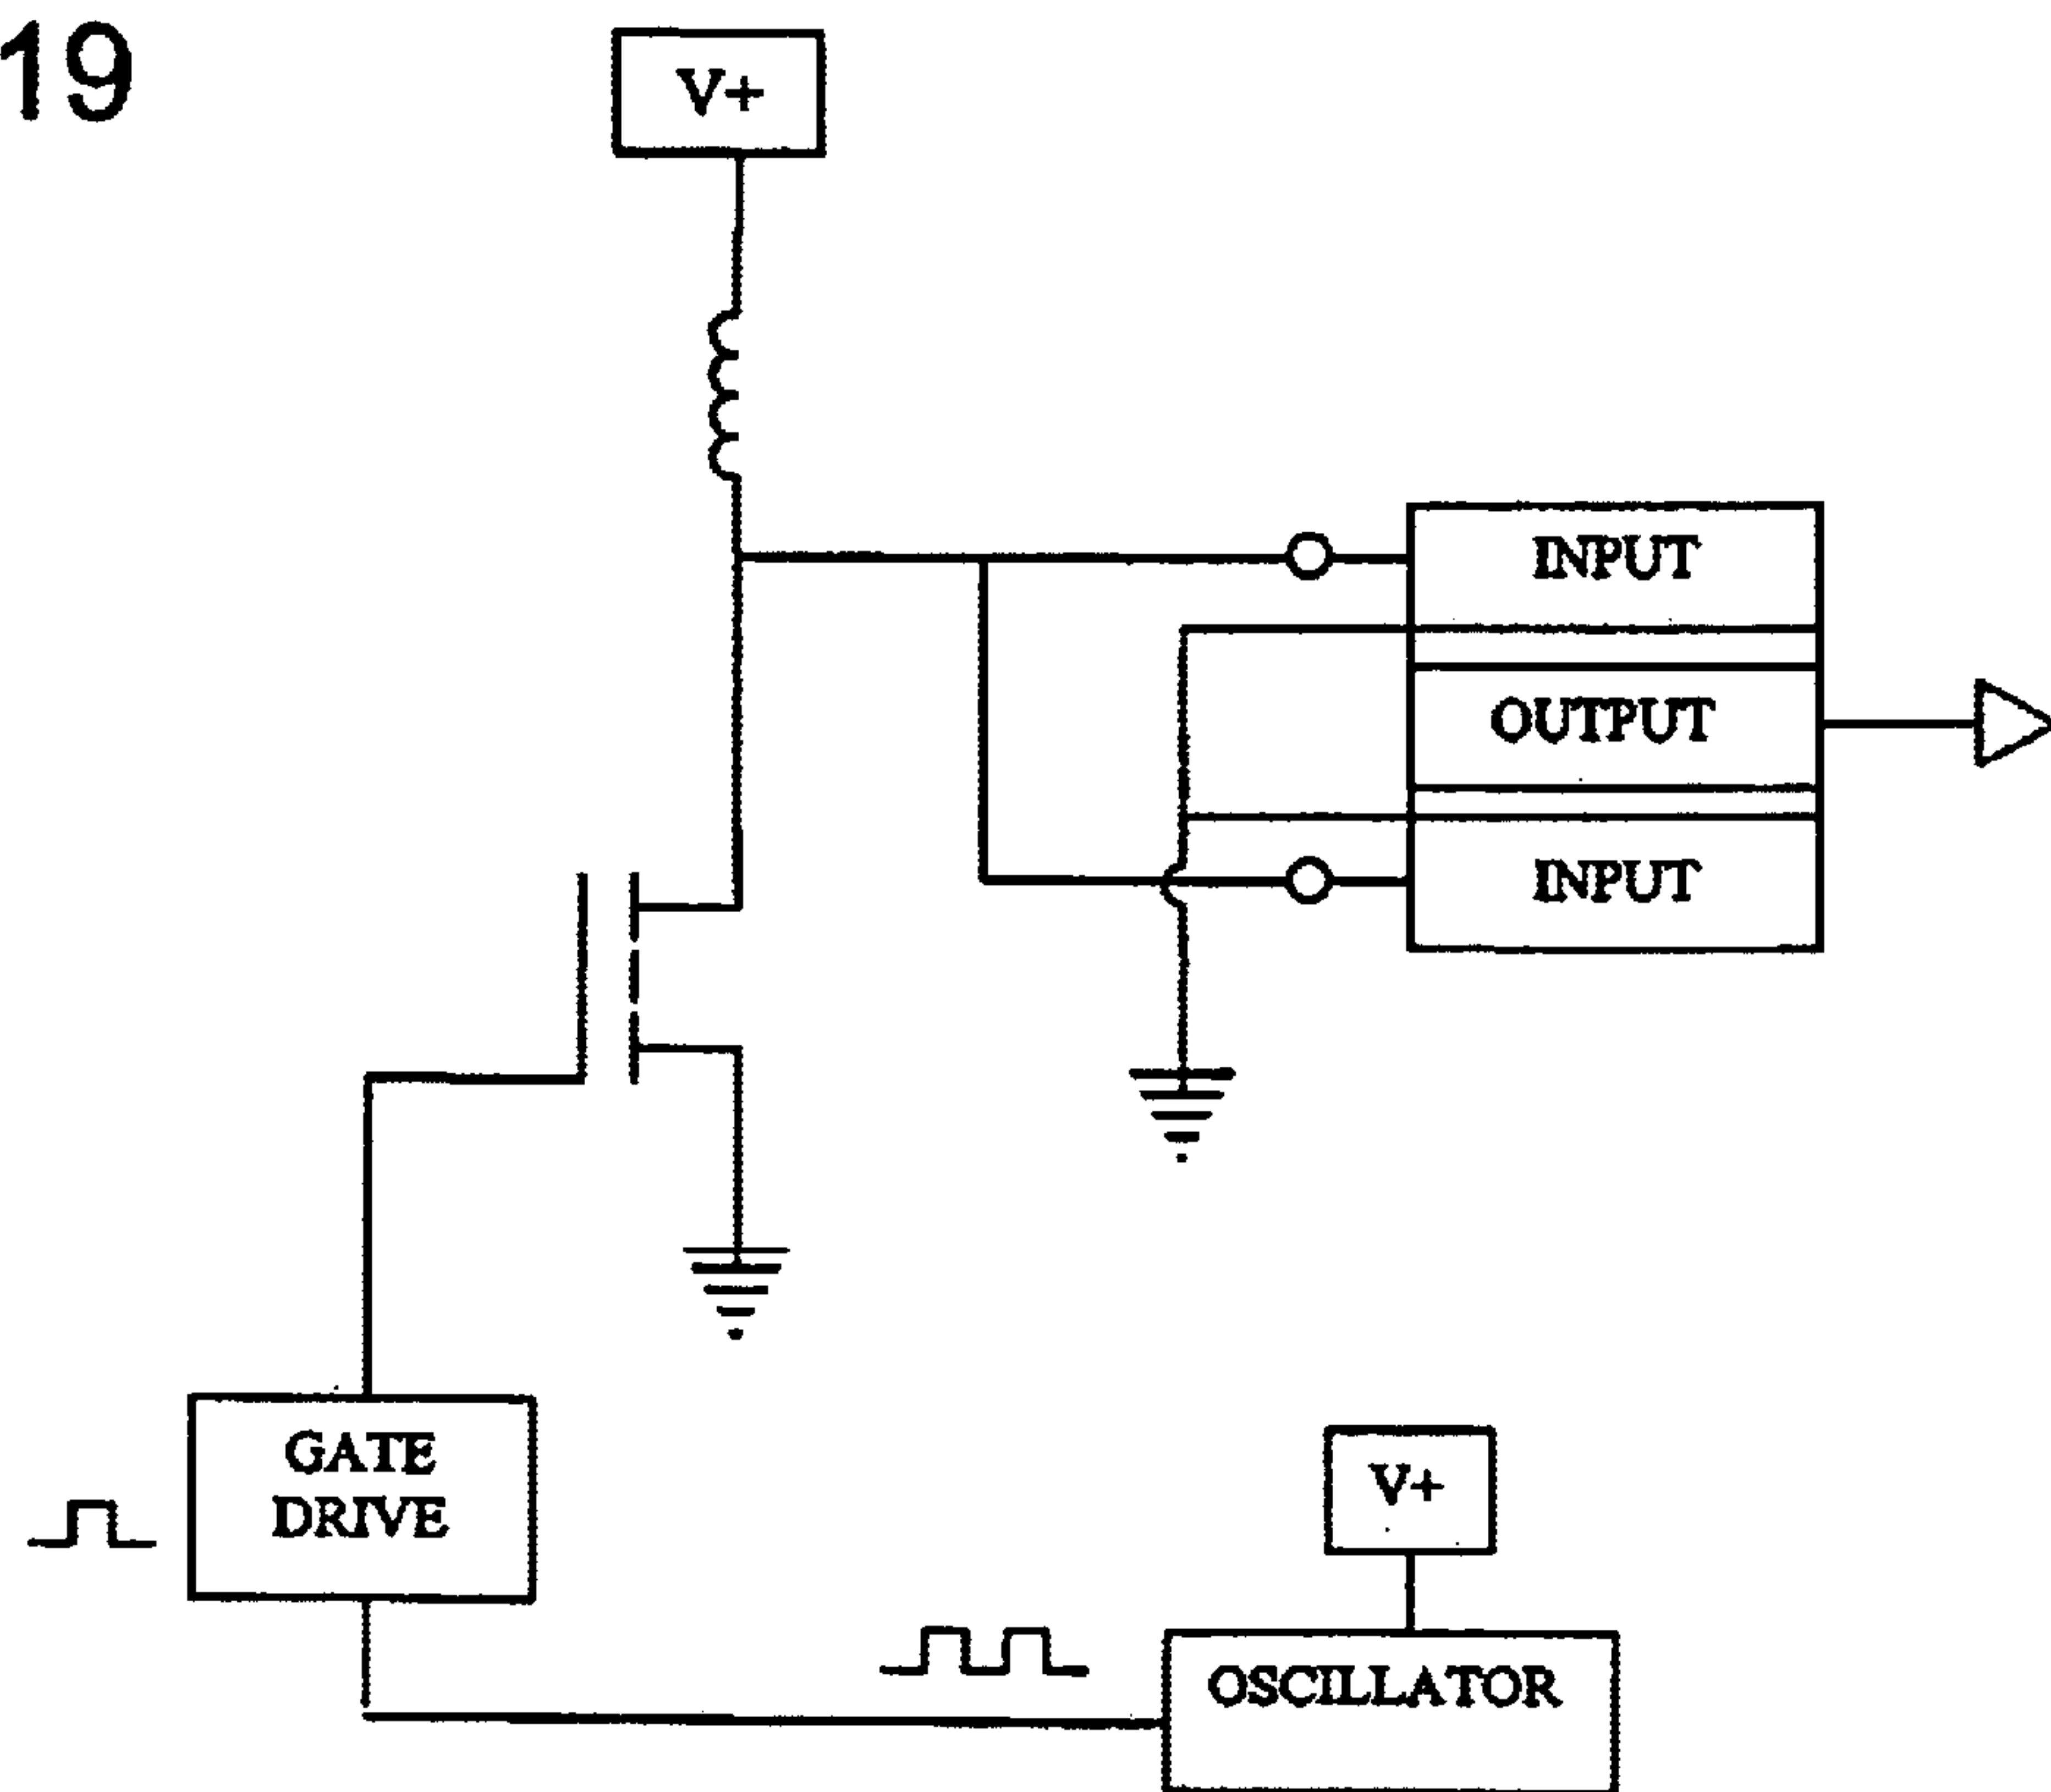 19
V+
INPUT
OUTPUT
INPUT
GATE
DRIVE
V+
OSCILLATOR